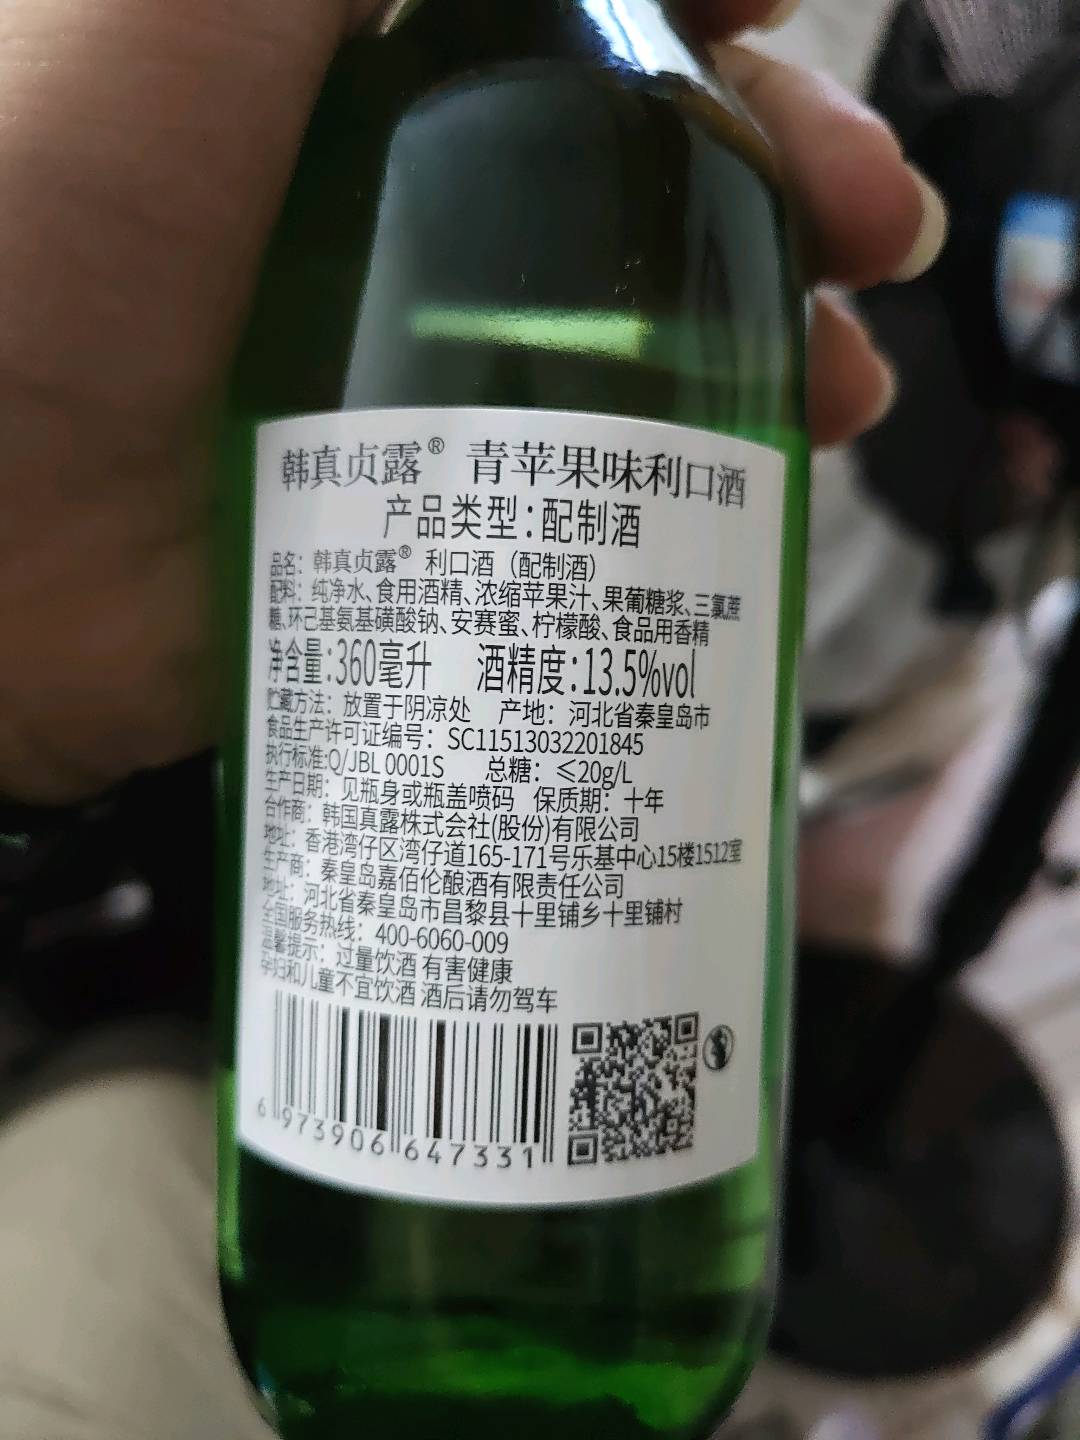 韩真贞露® 青苹果味利口酒
产品类型:配制酒
品名: 韩真贞露® 利口酒 (配制酒)
配料: 纯净水、食用酒精、浓缩苹果汁、果葡糖浆、三氯蔗
糖、环己基氨基磺酸钠、安赛蜜、柠檬酸、食品用香精
净含量:360毫升 酒精度:13.5%vol
贮藏方法: 放置于阴凉处 产地: 河北省秦皇岛市
食品生产许可证编号: SC11513032201845
执行标准:Q/JBL 0001S 总糖: ≤20g/L
生产日期: 见瓶身或瓶盖喷码 保质期: 十年
合作商: 韩国真露株式会社(股份)有限公司
地址: 香港湾仔区湾仔道165-171号乐基中心15楼1512室
生产商: 秦皇岛嘉佰伦酿酒有限责任公司
地址: 河北省秦皇岛市昌黎县十里铺乡十里铺村
全国服务热线: 400-6060-009
温馨提示: 过量饮酒 有害健康
孕妇和儿童不宜饮酒 酒后请勿驾车
6 973906 647331